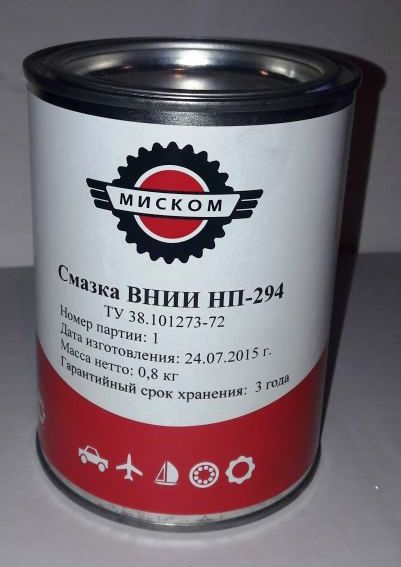 МИСКОМ
Смазка ВНИИ НП-294
ТУ 38.101273-72
Номер партии: 1
Дата изготовления: 24.07.2015 г.
Масса нетто: 0,8 кг
Гарантийный срок хранения: 3 года